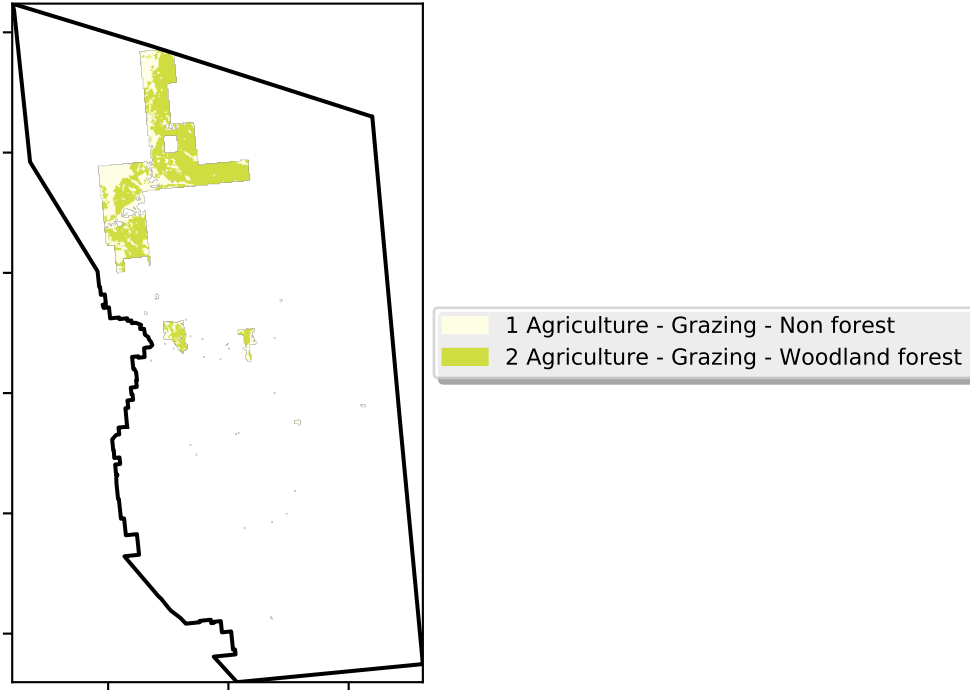 1 Agriculture - Grazing - Non forest
2 Agriculture - Grazing - Woodland forest